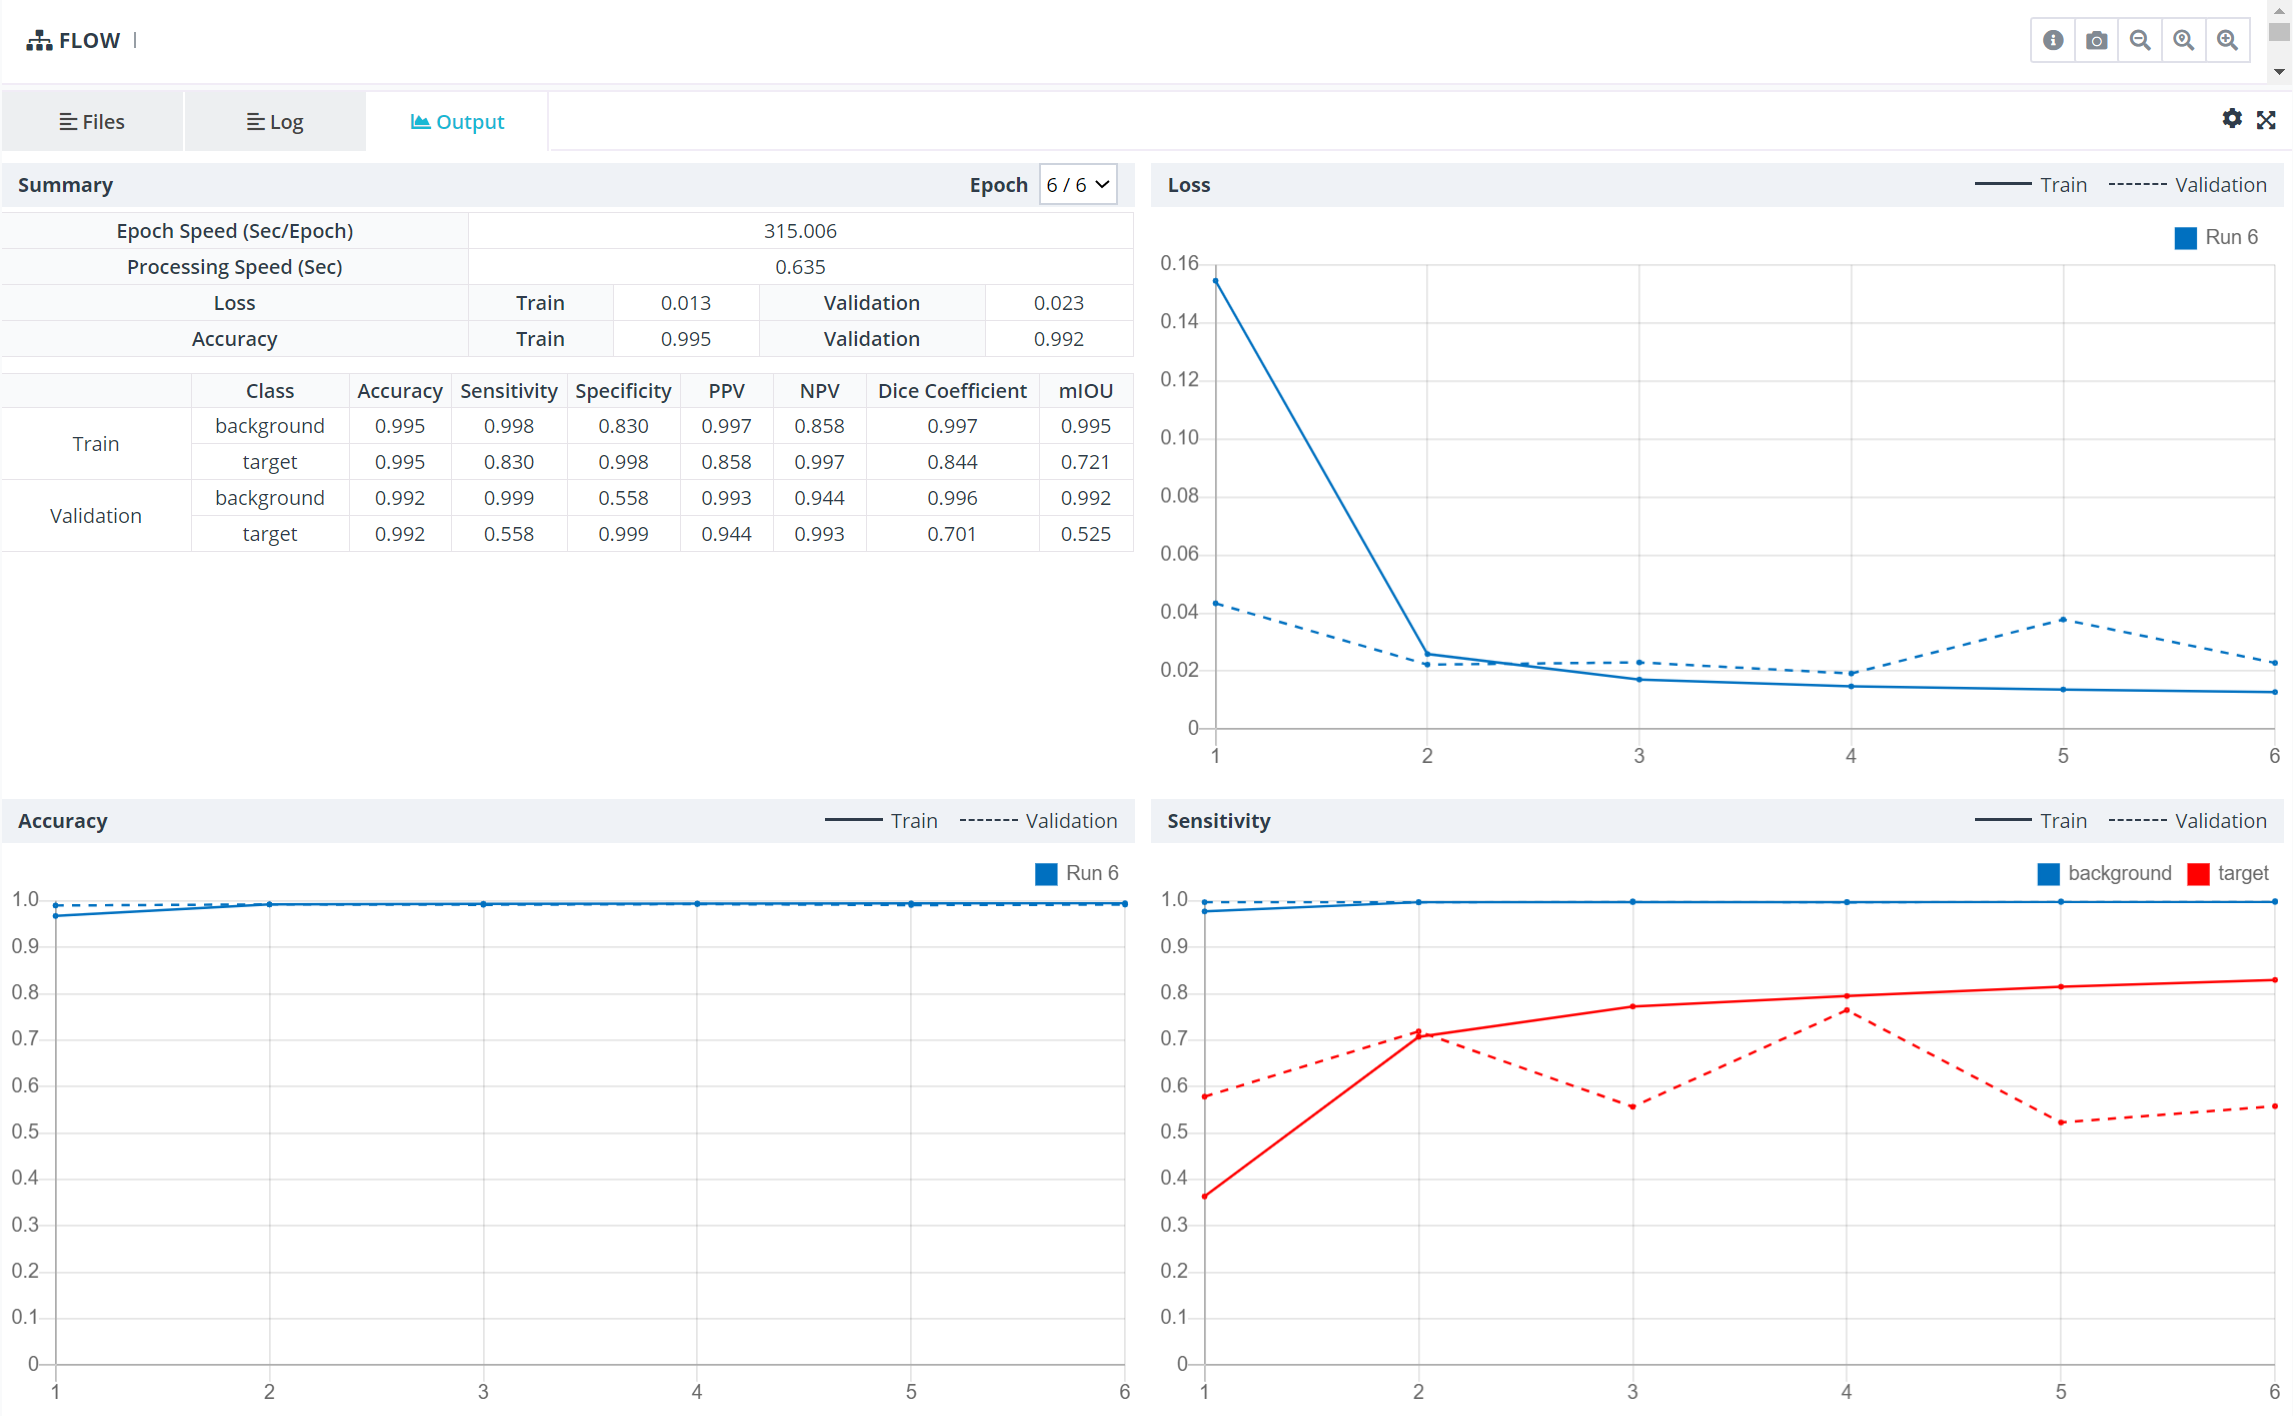 FLOW |
Files Log Output
Summary Epoch 6 / 6
Epoch Speed (Sec/Epoch) 315.006
Processing Speed (Sec) 0.635
Loss Train 0.013 Validation 0.023
Accuracy Train 0.995 Validation 0.992
Class Accuracy Sensitivity Specificity PPV NPV Dice Coefficient mIOU
Train
background 0.995 0.998 0.830 0.997 0.858 0.997 0.995
target 0.995 0.830 0.998 0.858 0.997 0.844 0.721
Validation
background 0.992 0.999 0.558 0.993 0.944 0.996 0.992
target 0.992 0.558 0.999 0.944 0.993 0.701 0.525
Loss Train Validation
Run 6
0.16
0.14
0.12
0.10
0.08
0.06
0.04
0.02
0
1 2 3 4 5 6
Accuracy Train Validation
Run 6
1.0
0.9
0.8
0.7
0.6
0.5
0.4
0.3
0.2
0.1
0
1 2 3 4 5 6
Sensitivity Train Validation
background target
1.0
0.9
0.8
0.7
0.6
0.5
0.4
0.3
0.2
0.1
0
1 2 3 4 5 6